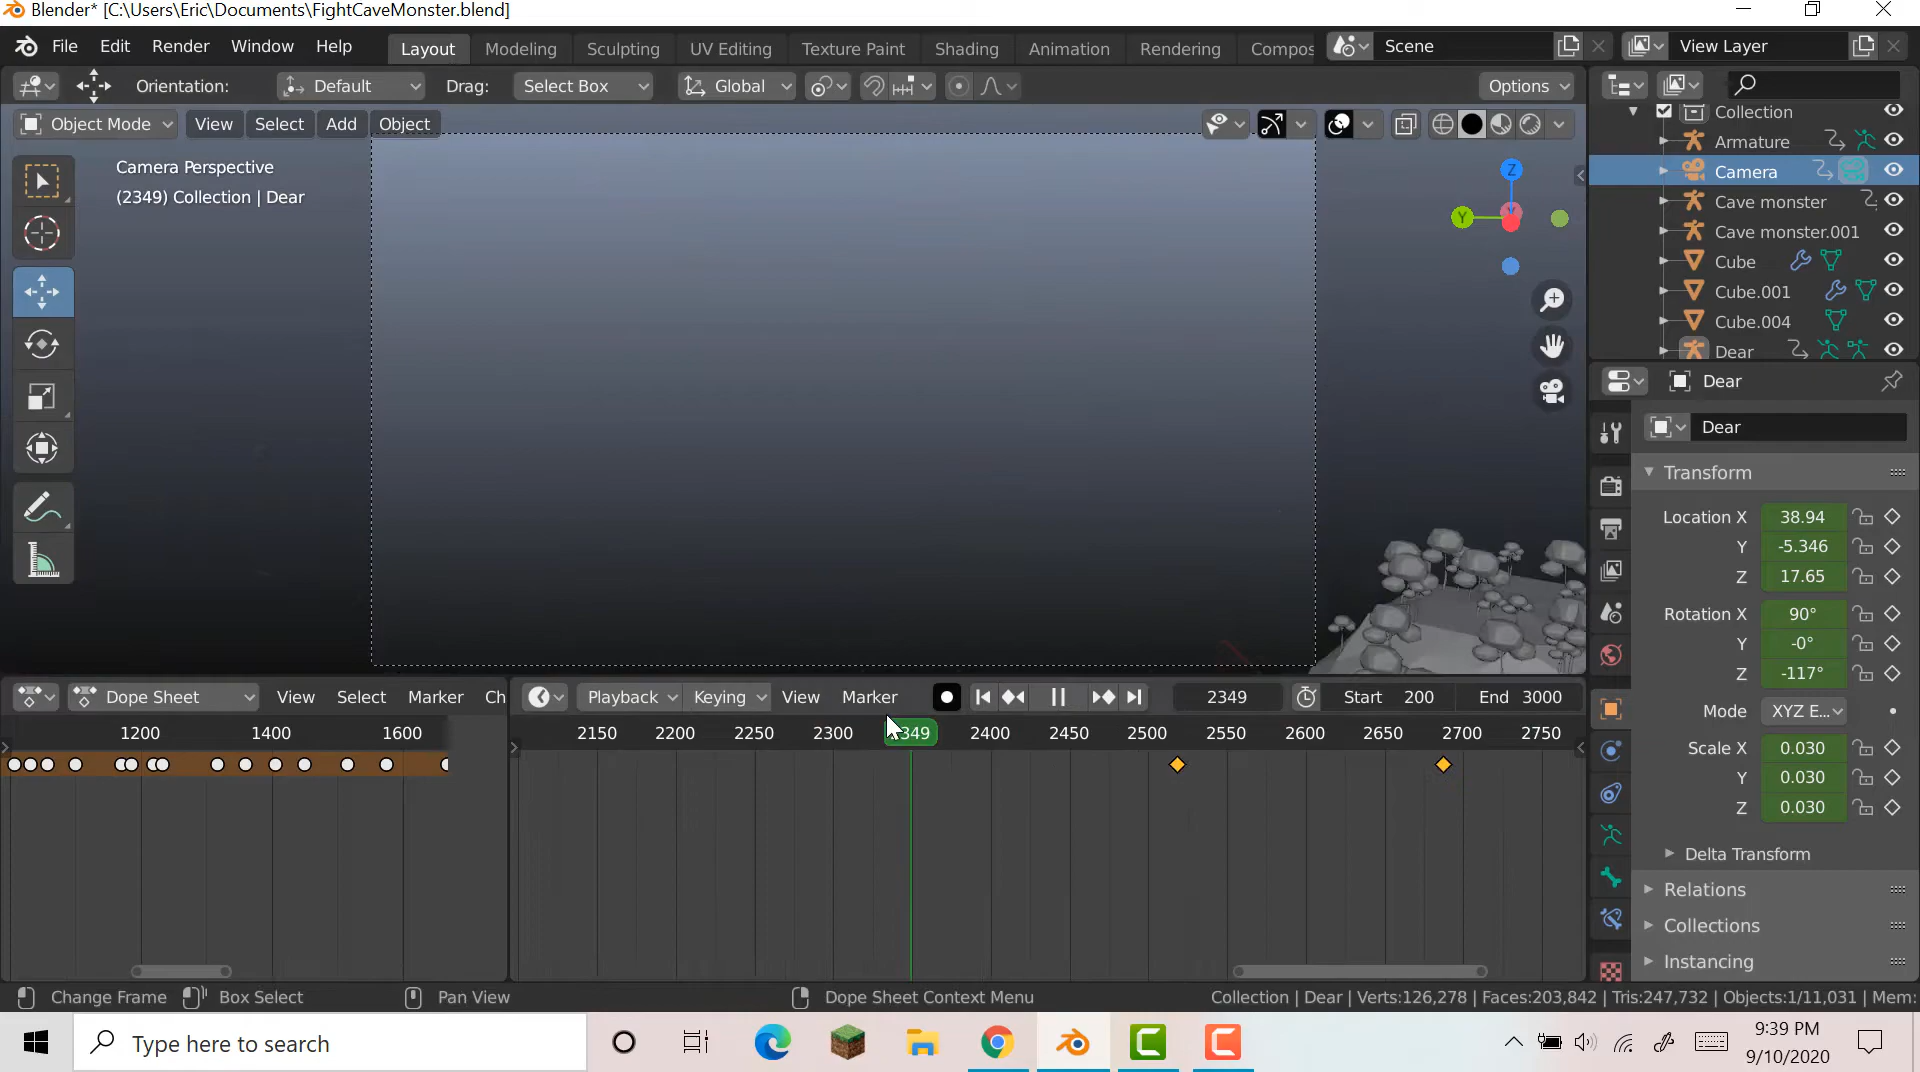 Blender* [C:\Users\Eric\Documents\FightCaveMonster.blend]
File Edit Render Window Help Layout Modeling Sculpting UV Editing Texture Paint Shading Animation Rendering Compos Scene View Layer
Orientation: Default Drag: Select Box Global Options
Object Mode View Select Add Object
Collection
Camera Perspective
(2349) Collection | Dear
Z
Y
Armature
Camera
Cave monster
Cave monster.001
Cube
Cube.001
Cube.004
Dear
Dear
Dear
Transform
Location X 38.94
Y -5.346
Z 17.65
Rotation X 90°
Y -0°
Z -117°
Mode XYZ E...
Scale X 0.030
Y 0.030
Z 0.030
Delta Transform
Relations
Collections
Instancing
Dope Sheet View Select Marker Ch
Playback Keying View Marker 2349 Start 200 End 3000
1200 1400 1600
2150 2200 2250 2300 2349 2400 2450 2500 2550 2600 2650 2700 2750
Change Frame Box Select Pan View Dope Sheet Context Menu Collection | Dear | Verts:126,278 | Faces:203,842 | Tris:247,732 | Objects:1/11,031 | Mem:
Type here to search
9:39 PM
9/10/2020